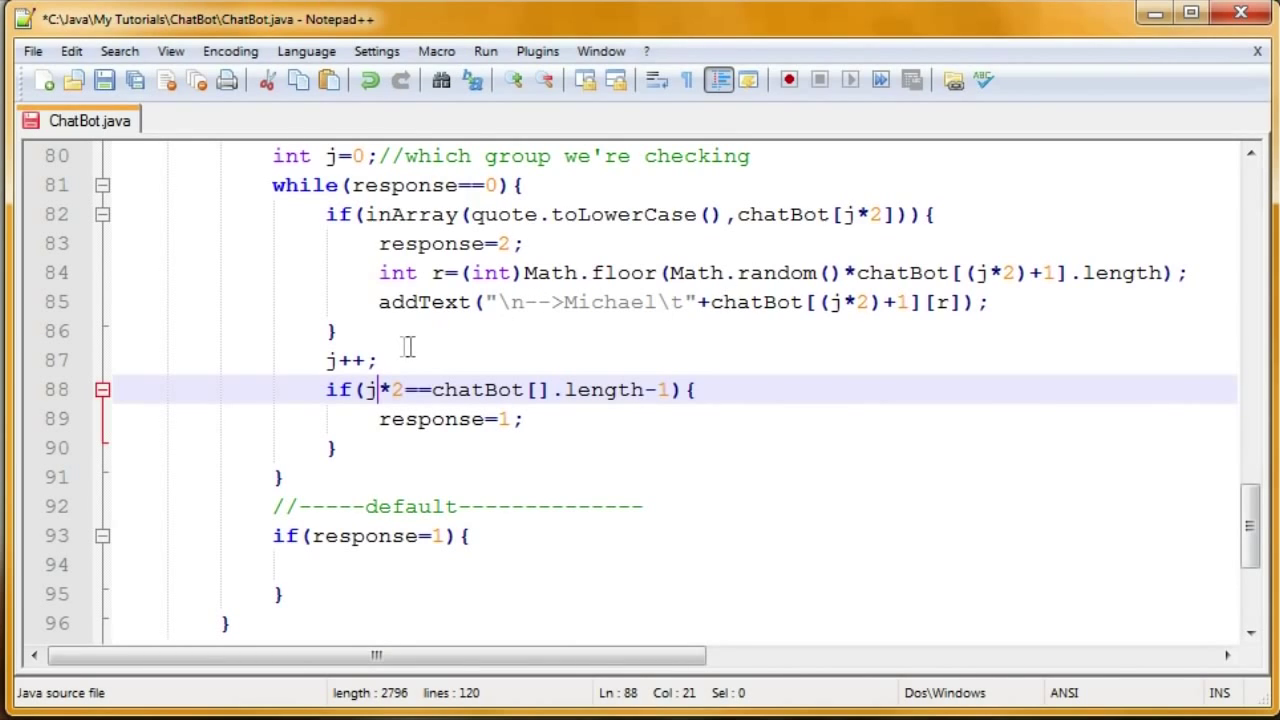 *C:\Java\My Tutorials\ChatBot\ChatBot.java - Notepad++
File Edit Search View Encoding Language Settings Macro Run Plugins Window ? X
ABC
ChatBot.java
80 int j=0;//which group we're checking
81 while(response==0){
82 if(inArray(quote.toLowerCase(),chatBot[j*2])){
83 response=2;
84 int r=(int)Math.floor(Math.random()*chatBot[(j*2)+1].length);
85 addText("\n-->Michael\t"+chatBot[(j*2)+1][r]);
86 }
87 j++;
88 if(j*2==chatBot[].length-1){
89 response=1;
90 }
91 }
92 //-----default--------------
93 if(response=1){
94
95 }
96 }
Java source file length : 2796 lines : 120 Ln : 88 Col : 21 Sel : 0 Dos\Windows ANSI INS